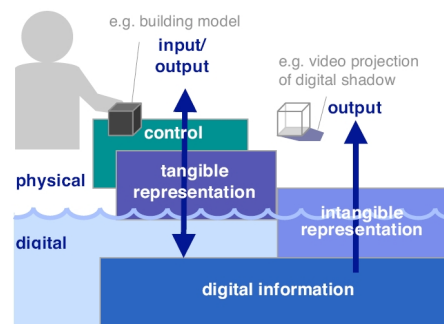 e.g. building model
input/
output
e.g. video projection
of digital shadow
output
control
tangible
representation
physical
intangible
representation
digital
digital information